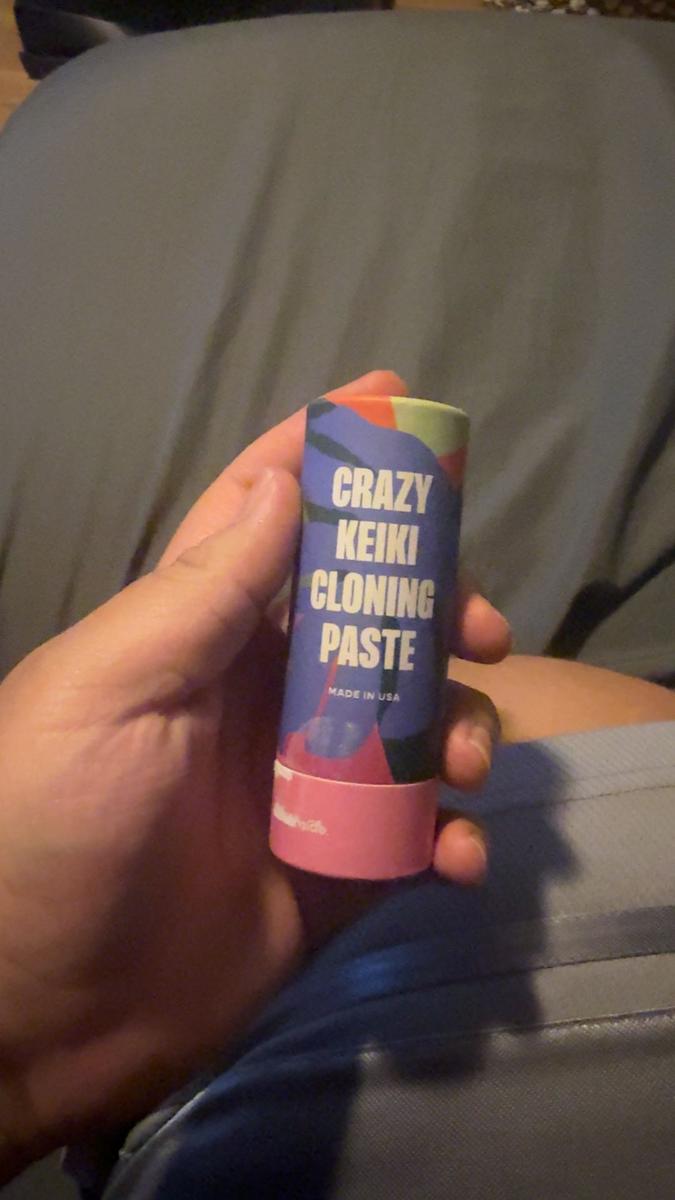 CRAZY
KEIKI
CLONING
PASTE
MADE IN USA